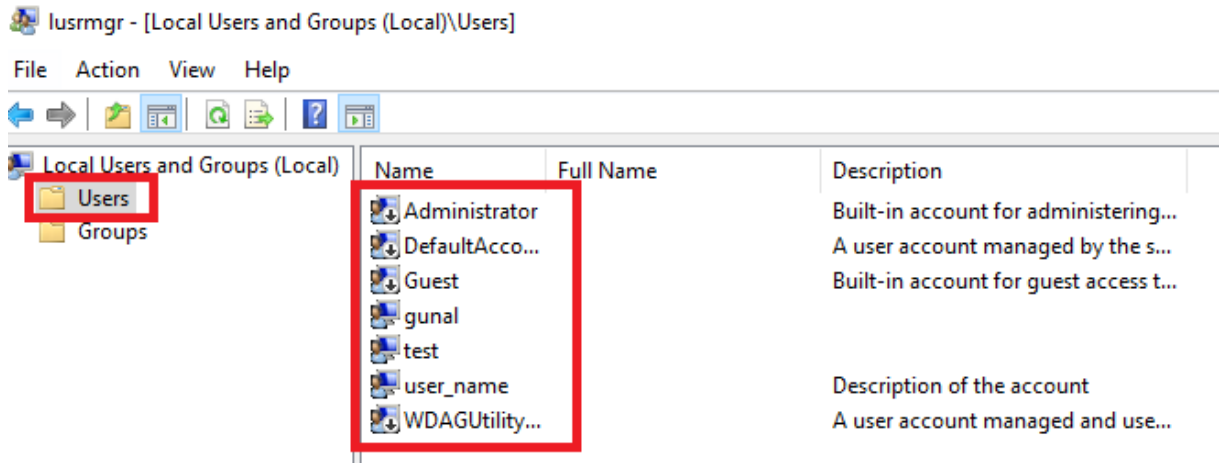 lusrmgr - [Local Users and Groups (Local)\Users]
File Action View Help
Local Users and Groups (Local)
Users
Groups
Name Full Name Description
Administrator Built-in account for administering...
DefaultAcco... A user account managed by the s...
Guest Built-in account for guest access t...
gunal
test
user_name Description of the account
WDAGUtility... A user account managed and use...